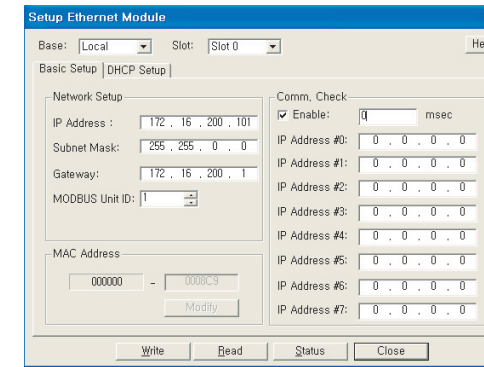 Setup Ethernet Module
Base: Local Slot: Slot 0 He
Basic Setup DHCP Setup
Network Setup
IP Address : 172 . 16 . 200 . 101
Subnet Mask: 255 . 255 . 0 . 0
Gateway: 172 . 16 . 200 . 1
MODBUS Unit ID: 1
MAC Address
000000 - 0008C9
Modify
Comm, Check
Enable: 0 msec
IP Address #0: 0 . 0 . 0 . 0
IP Address #1: 0 . 0 . 0 . 0
IP Address #2: 0 . 0 . 0 . 0
IP Address #3: 0 . 0 . 0 . 0
IP Address #4: 0 . 0 . 0 . 0
IP Address #5: 0 . 0 . 0 . 0
IP Address #6: 0 . 0 . 0 . 0
IP Address #7: 0 . 0 . 0 . 0
Write Read Status Close